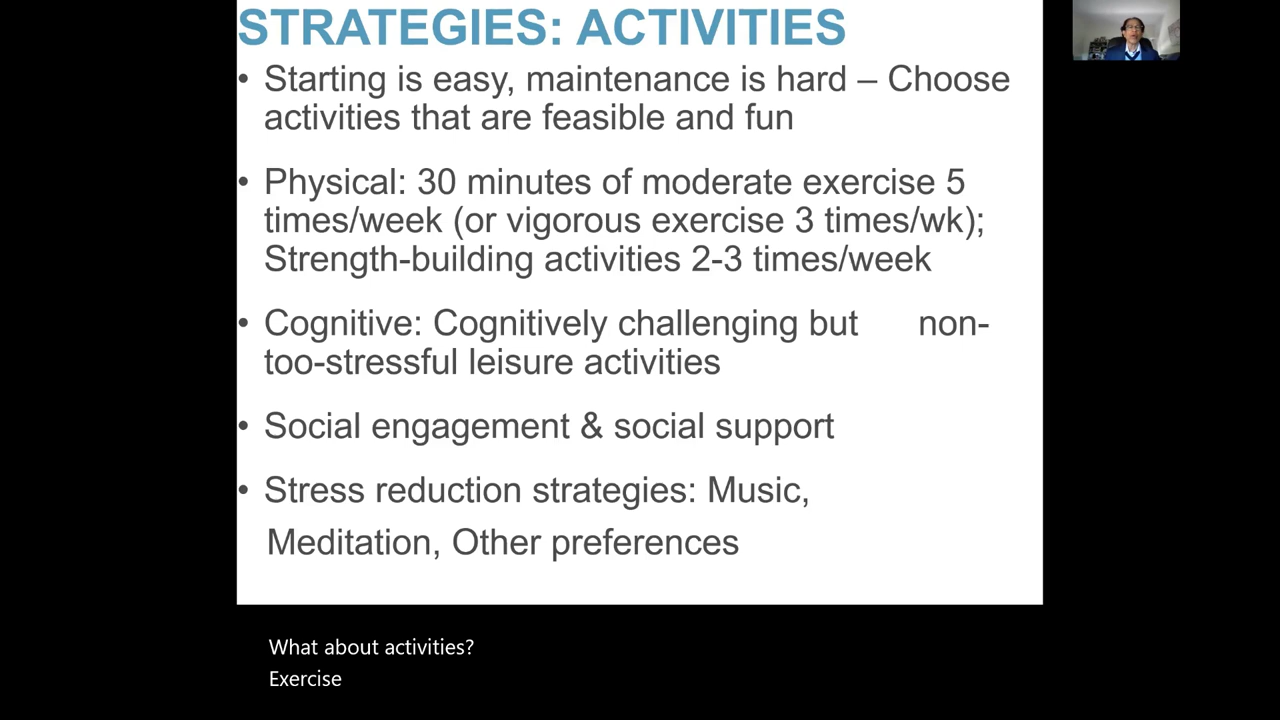 STRATEGIES: ACTIVITIES
• Starting is easy, maintenance is hard – Choose
activities that are feasible and fun
• Physical: 30 minutes of moderate exercise 5
times/week (or vigorous exercise 3 times/wk);
Strength-building activities 2-3 times/week
• Cognitive: Cognitively challenging but non-
too-stressful leisure activities
• Social engagement & social support
• Stress reduction strategies: Music,
Meditation, Other preferences
What about activities?
Exercise